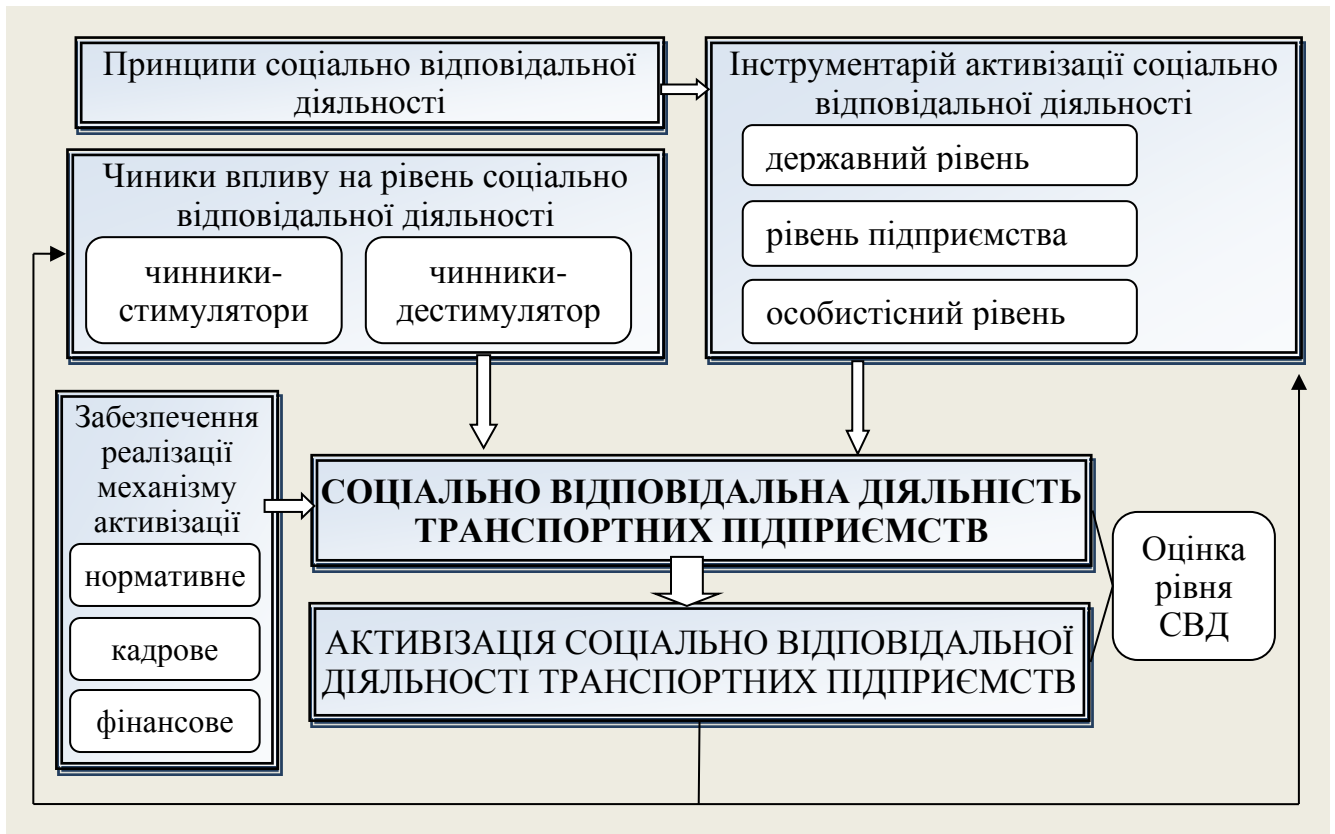 Принципи соціально відповідальної
діяльності
Інструментарій активізації соціально
відповідальної діяльності
державний рівень
рівень підприємства
особистісний рівень
Чиники впливу на рівень соціально
відповідальної діяльності
чинники-
стимулятори
чинники-
дестимулятор
Забезпечення
реалізації
механізму
активізації
нормативне
кадрове
фінансове
СОЦІАЛЬНО ВІДПОВІДАЛЬНА ДІЯЛЬНІСТЬ
ТРАНСПОРТНИХ ПІДПРИЄМСТВ
АКТИВІЗАЦІЯ СОЦІАЛЬНО ВІДПОВІДАЛЬНОЇ
ДІЯЛЬНОСТІ ТРАНСПОРТНИХ ПІДПРИЄМСТВ
Оцінка
рівня
СВД